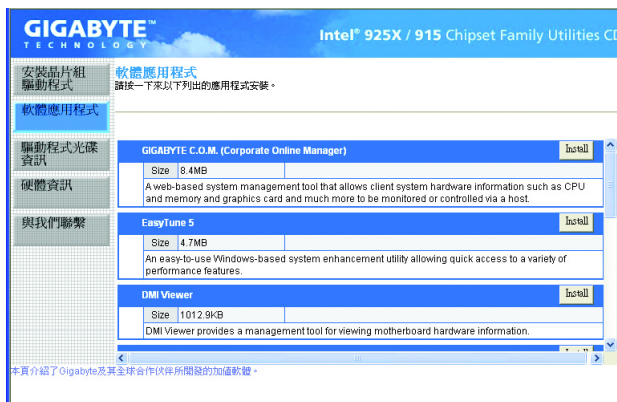 GIGABYTE™
TECHNOLOGY
Intel® 925X / 915 Chipset Family Utilities CD
安裝晶片組
驅動程式
軟體應用程式
驅動程式光碟
資訊
硬體資訊
與我們聯繫
軟體應用程式
請按一下來以下列出的應用程式安裝。
GIGABYTE C.O.M. (Corporate Online Manager)
Install
Size 8.4MB
A web-based system management tool that allows client system hardware information such as CPU
and memory and graphics card and much more to be monitored or controlled via a host.
EasyTune 5
Install
Size 4.7MB
An easy-to-use Windows-based system enhancement utility allowing quick access to a variety of
performance features.
DMI Viewer
Install
Size 1012.9KB
DMI Viewer provides a management tool for viewing motherboard hardware information.
本頁介紹了Gigabyte及其全球合作伙伴所開發的加值軟體。